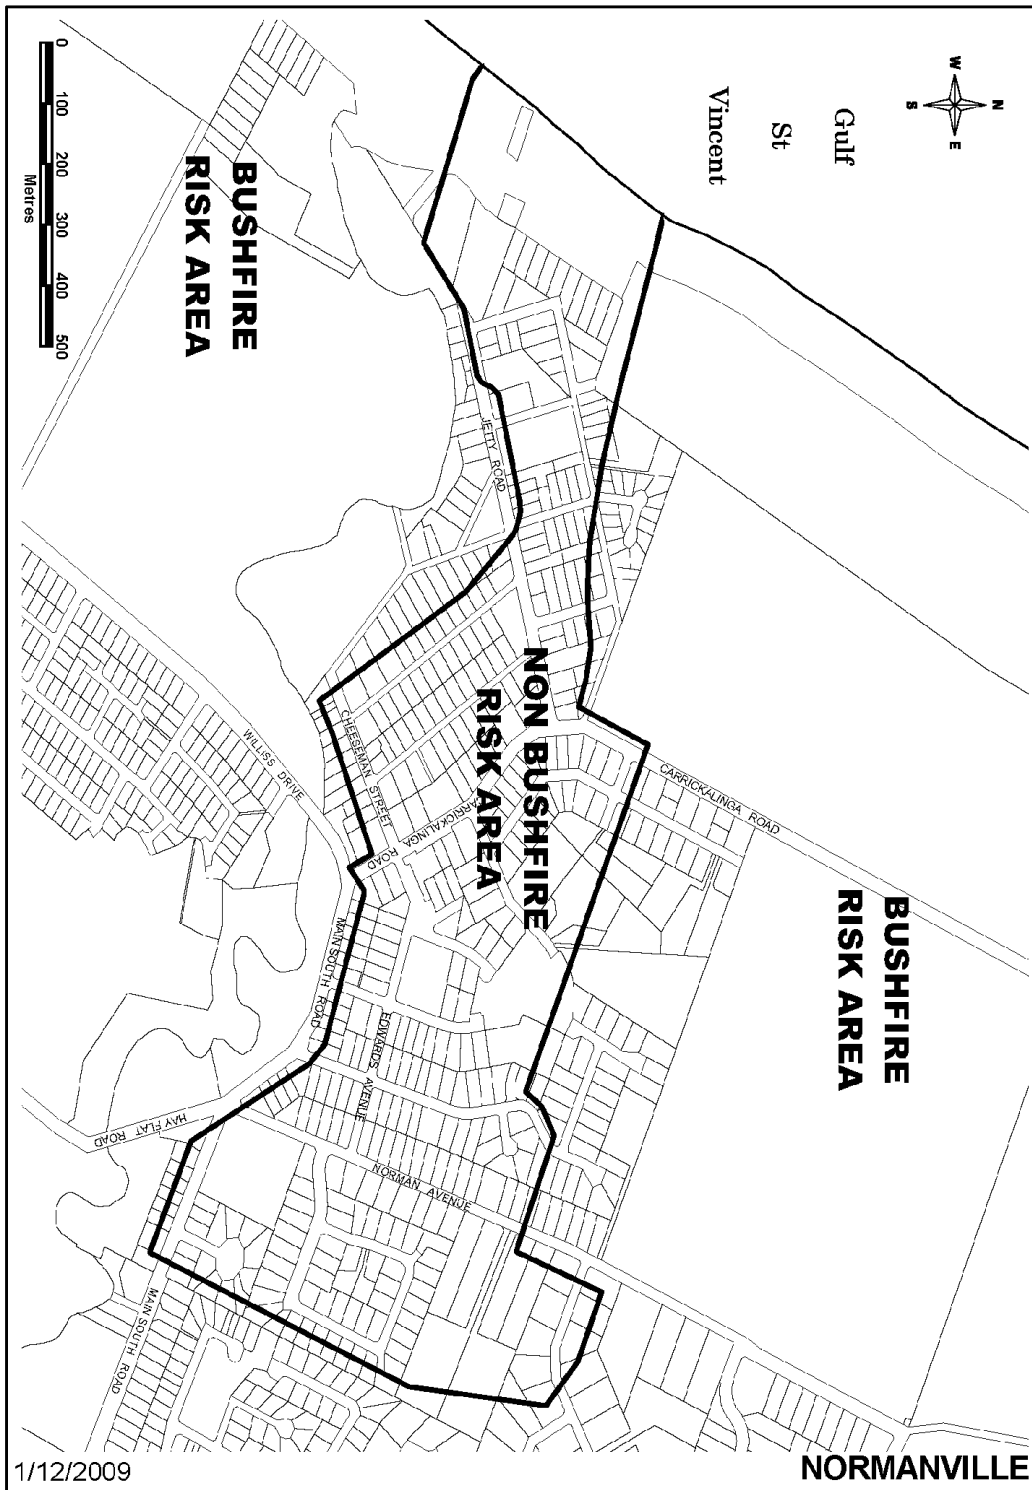 W
N
S
E
Gulf
St
Vincent
0
100
200
300
400
500
Metres
BUSHFIRE
RISK AREA
JETTY ROAD
NON BUSHFIRE
RISK AREA
CHEESEMAN STREET
WILLISS DRIVE
CARRICKALINGA ROAD
CARRICKALINGA ROAD
BUSHFIRE
RISK AREA
MAIN SOUTH ROAD
EDWARDS AVENUE
HAY FLAT ROAD
NORMAN AVENUE
MAIN SOUTH ROAD
1/12/2009
NORMANVILLE